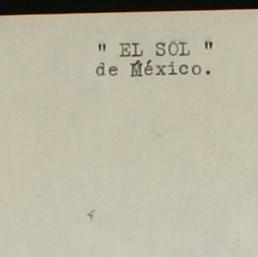 " EL SOL "
de México.